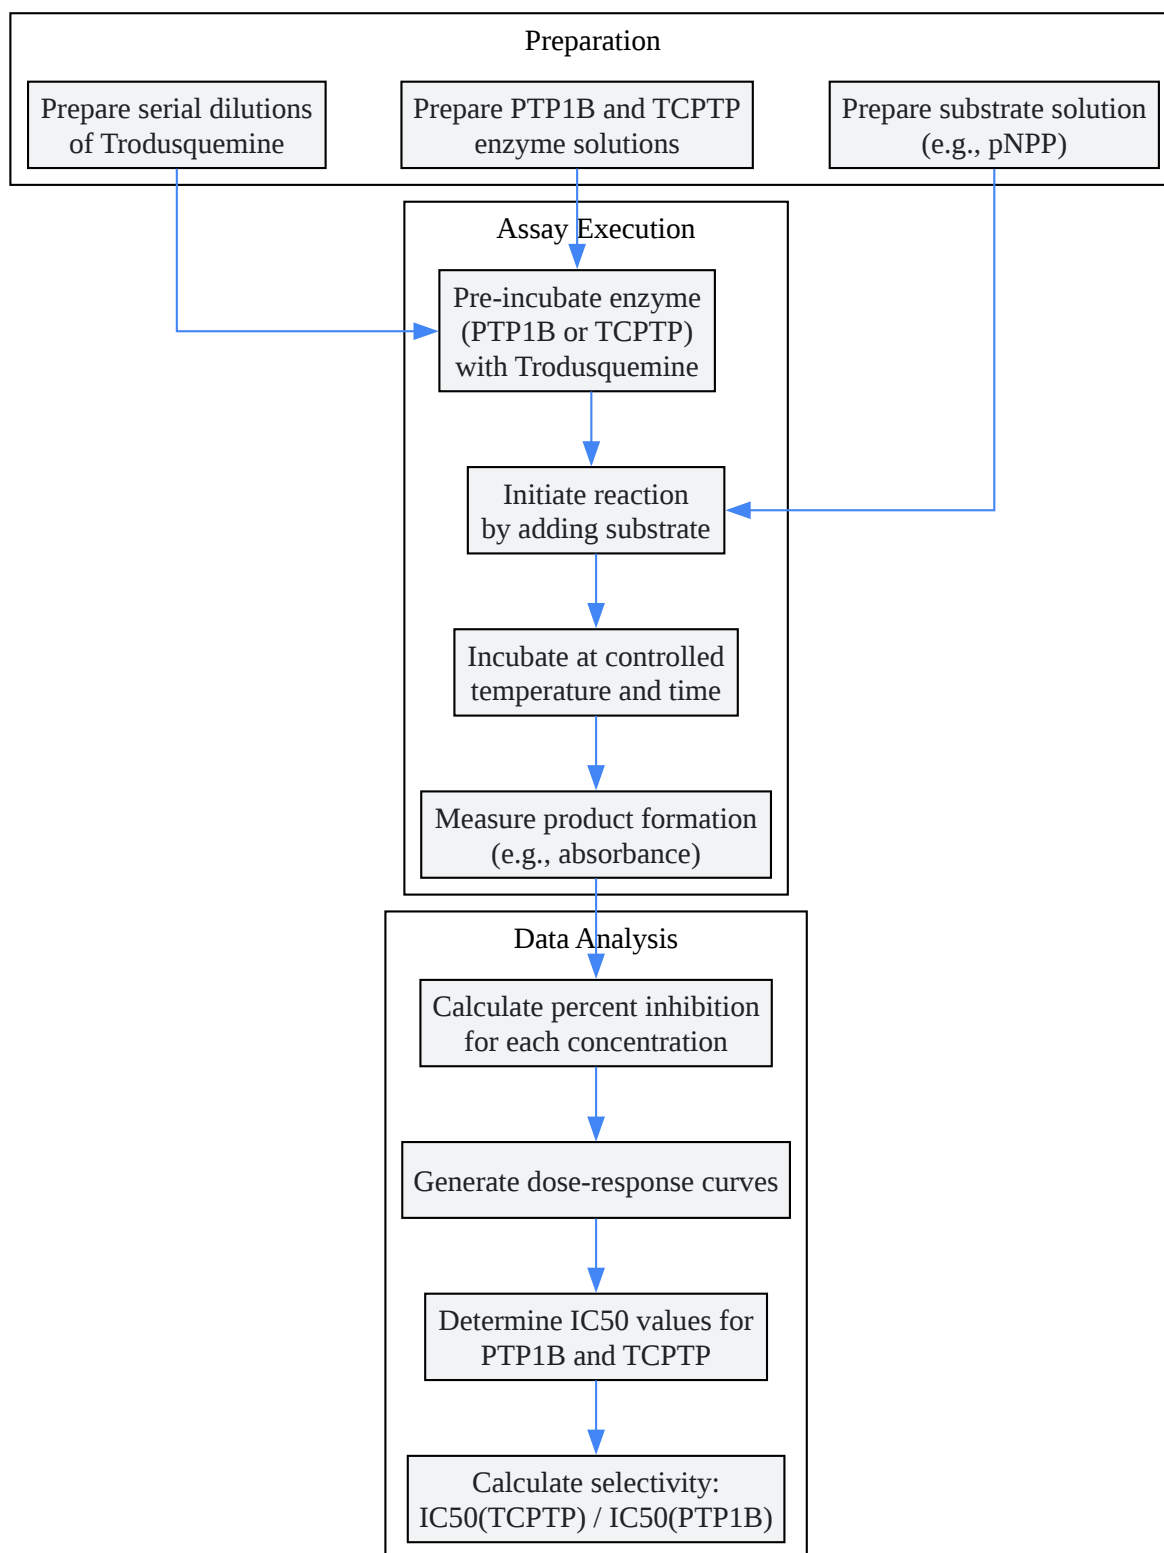 Preparation
Prepare serial dilutions
of Trodusquemine
Prepare PTP1B and TCPTP
enzyme solutions
Prepare substrate solution
(e.g., pNPP)
Assay Execution
Pre-incubate enzyme
(PTP1B or TCPTP)
with Trodusquemine
Initiate reaction
by adding substrate
Incubate at controlled
temperature and time
Measure product formation
(e.g., absorbance)
Data Analysis
Calculate percent inhibition
for each concentration
Generate dose-response curves
Determine IC50 values for
PTP1B and TCPTP
Calculate selectivity:
IC50(TCPTP) / IC50(PTP1B)